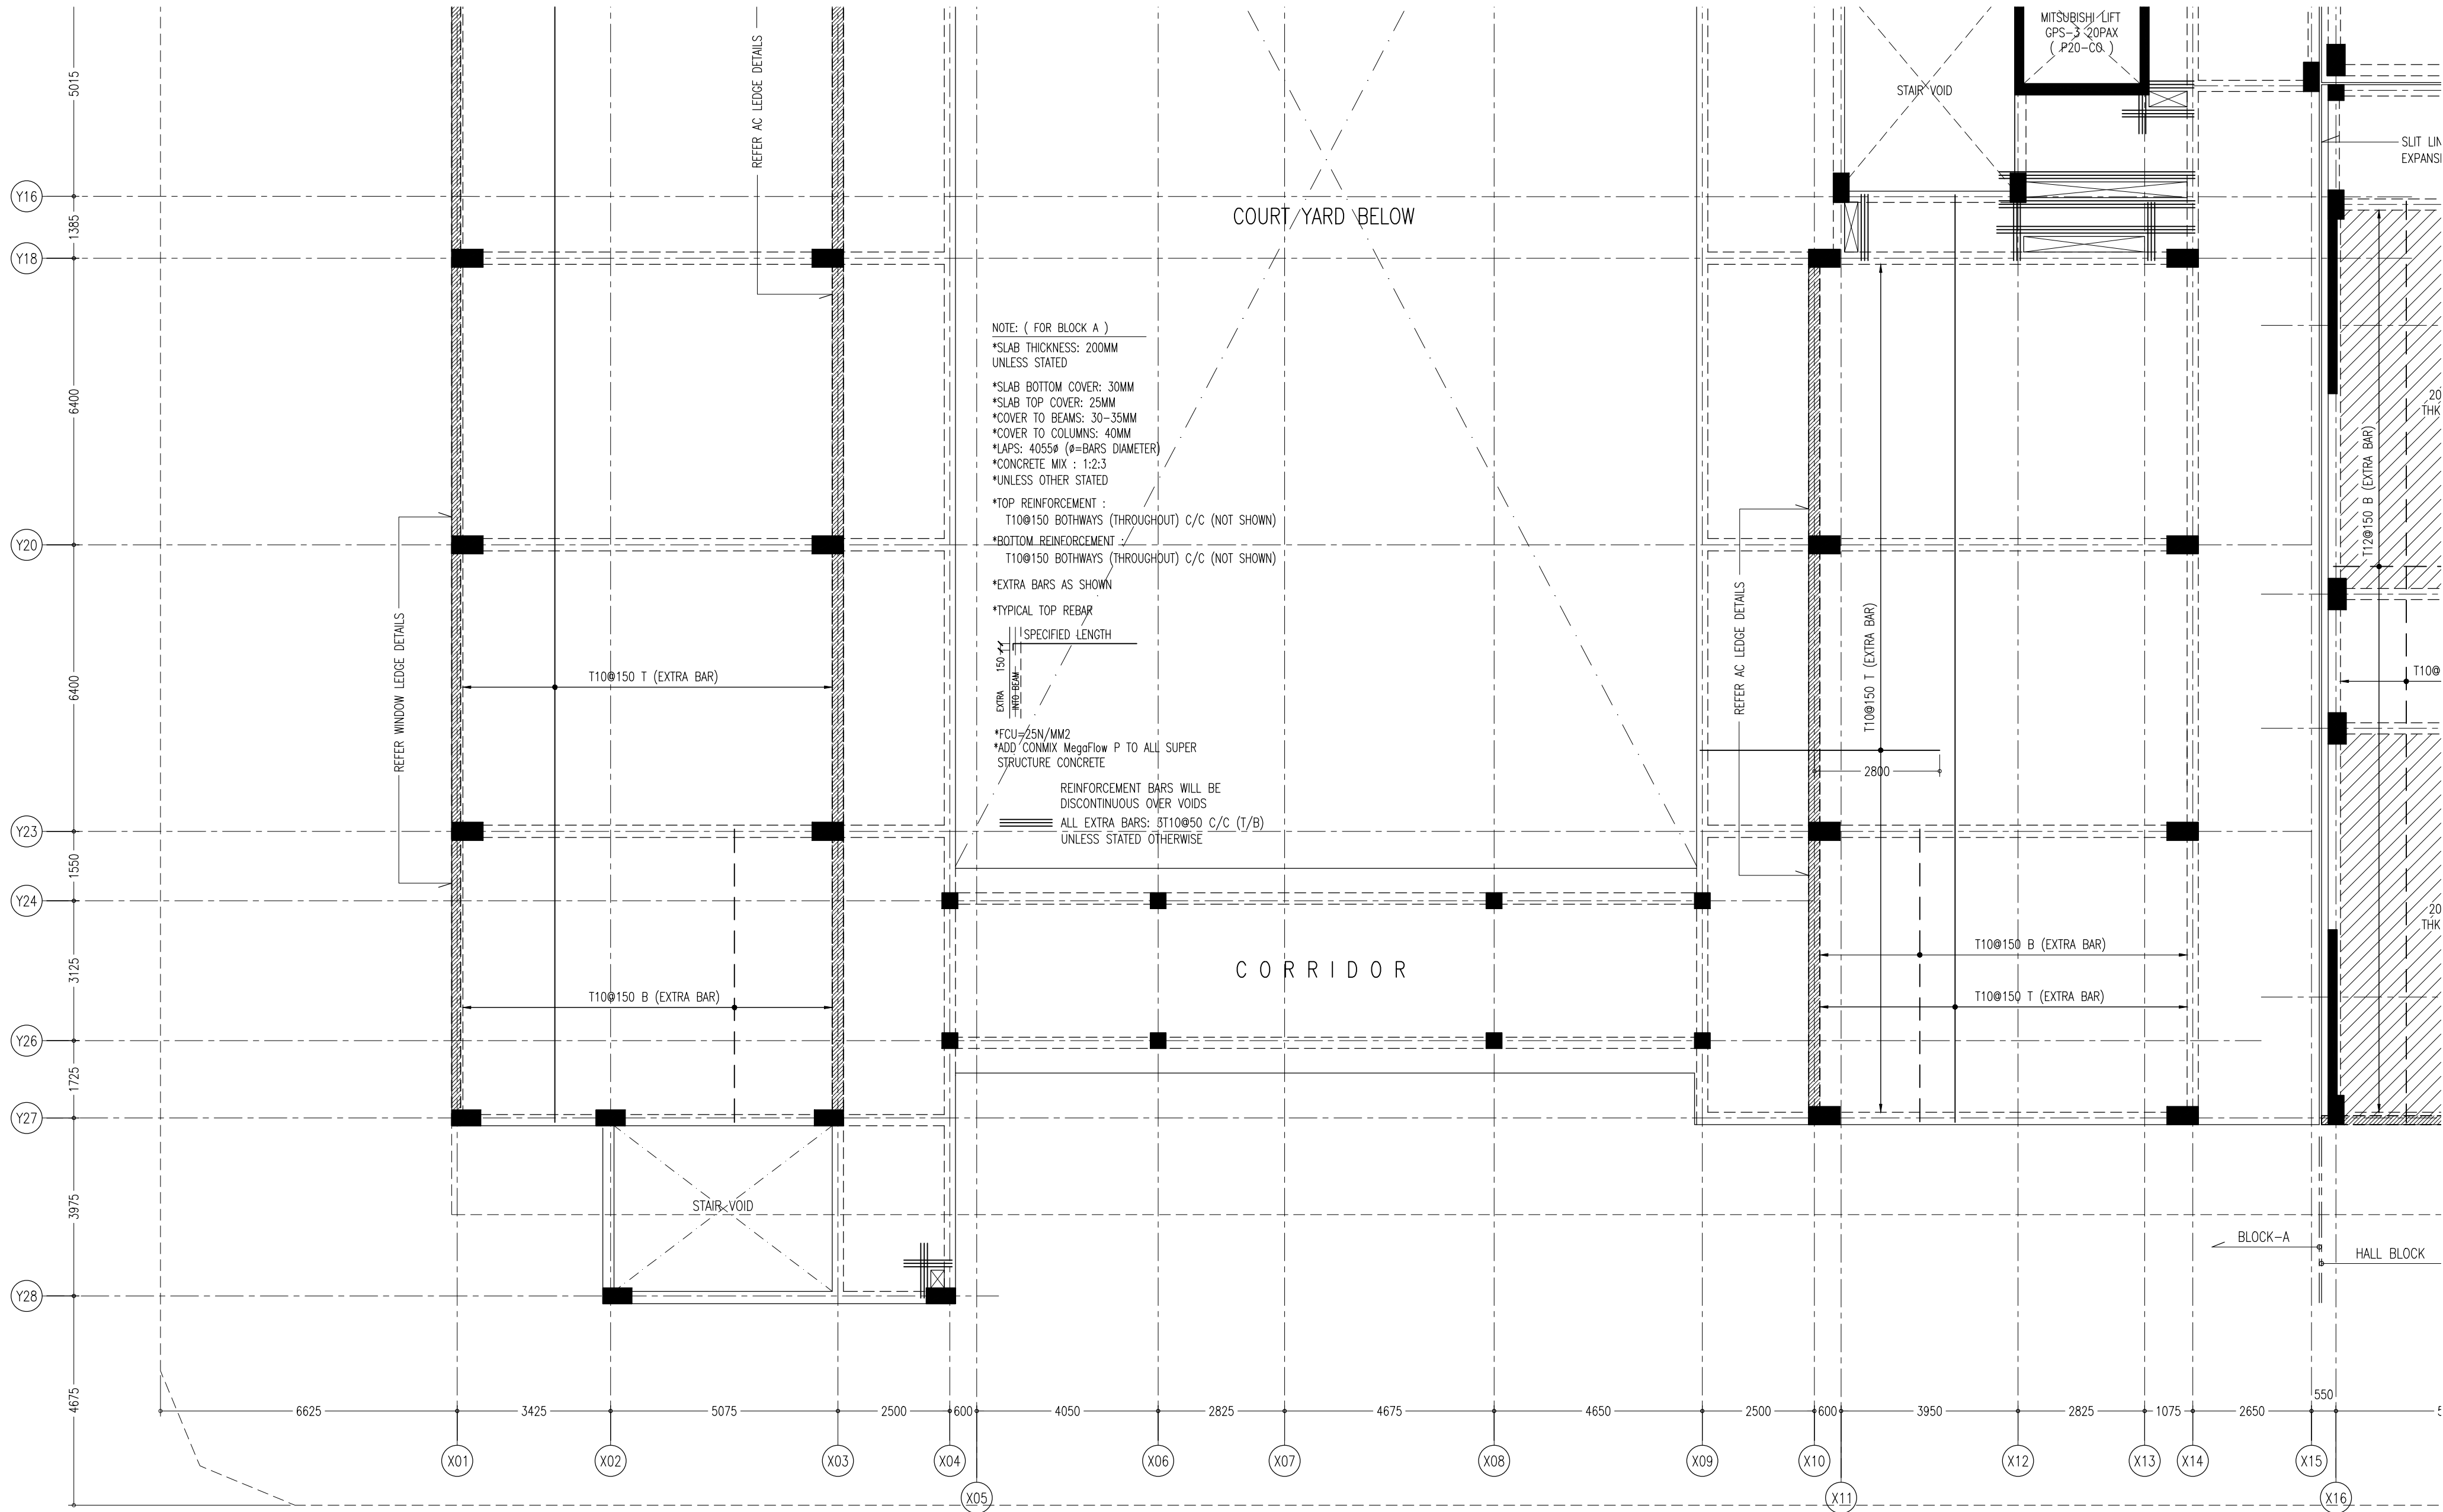 MITSUBISHI LIFT
GPS-3 20PAX
( P20-CO )
STAIR VOID
5015
REFER AC LEDGE DETAILS
SLIT LIN
EXPANSI
Y16
COURT YARD BELOW
1385
Y18
NOTE: ( FOR BLOCK A )
*SLAB THICKNESS: 200MM
UNLESS STATED
*SLAB BOTTOM COVER: 30MM
*SLAB TOP COVER: 25MM
*COVER TO BEAMS: 30-35MM
*COVER TO COLUMNS: 40MM
*LAPS: 4055ø (ø=BARS DIAMETER)
*CONCRETE MIX : 1:2:3
*UNLESS OTHER STATED
*TOP REINFORCEMENT :
T10@150 BOTHWAYS (THROUGHOUT) C/C (NOT SHOWN)
*BOTTOM REINFORCEMENT :
T10@150 BOTHWAYS (THROUGHOUT) C/C (NOT SHOWN)
*EXTRA BARS AS SHOWN
*TYPICAL TOP REBAR
SPECIFIED LENGTH
150
EXTRA
INTO BEAM
*FCU=25N/MM2
*ADD CONMIX MegaFlow P TO ALL SUPER
STRUCTURE CONCRETE
REINFORCEMENT BARS WILL BE
DISCONTINUOUS OVER VOIDS
ALL EXTRA BARS: 3T10@50 C/C (T/B)
UNLESS STATED OTHERWISE
6400
20
THK
T12@150 B (EXTRA BAR)
Y20
REFER WINDOW LEDGE DETAILS
REFER AC LEDGE DETAILS
T10@150 T (EXTRA BAR)
6400
T10@150 T (EXTRA BAR)
T10@
2800
Y23
1550
Y24
20
THK
3125
CORRIDOR
T10@150 B (EXTRA BAR)
T10@150 B (EXTRA BAR)
T10@150 T (EXTRA BAR)
Y26
1725
Y27
3975
STAIR VOID
BLOCK-A
HALL BLOCK
Y28
4675
550
6625
3425
5075
2500
600
4050
2825
4675
4650
2500
600
3950
2825
1075
2650
5
X01
X02
X03
X04
X06
X07
X08
X09
X10
X12
X13
X14
X15
X05
X11
X16